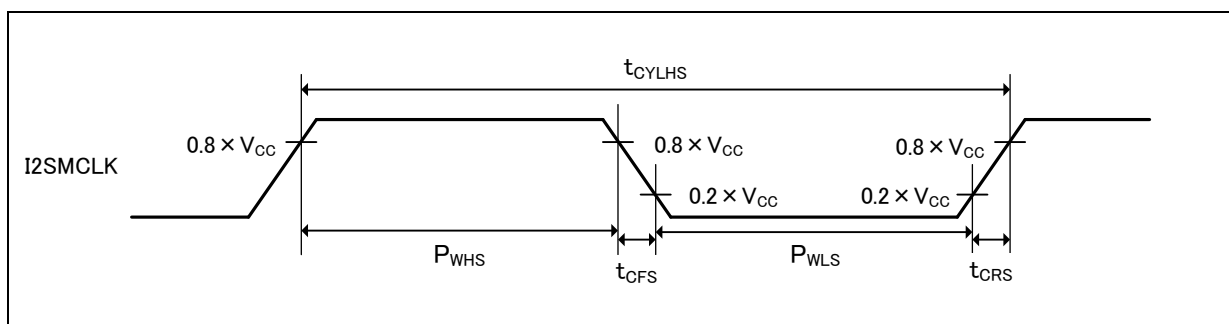 tCYLHS
0.8 × VCC
0.8 × VCC
0.8 × VCC
I2SMCLK
0.2 × VCC
0.2 × VCC
PWHS
PWLS
tCFS
tCRS